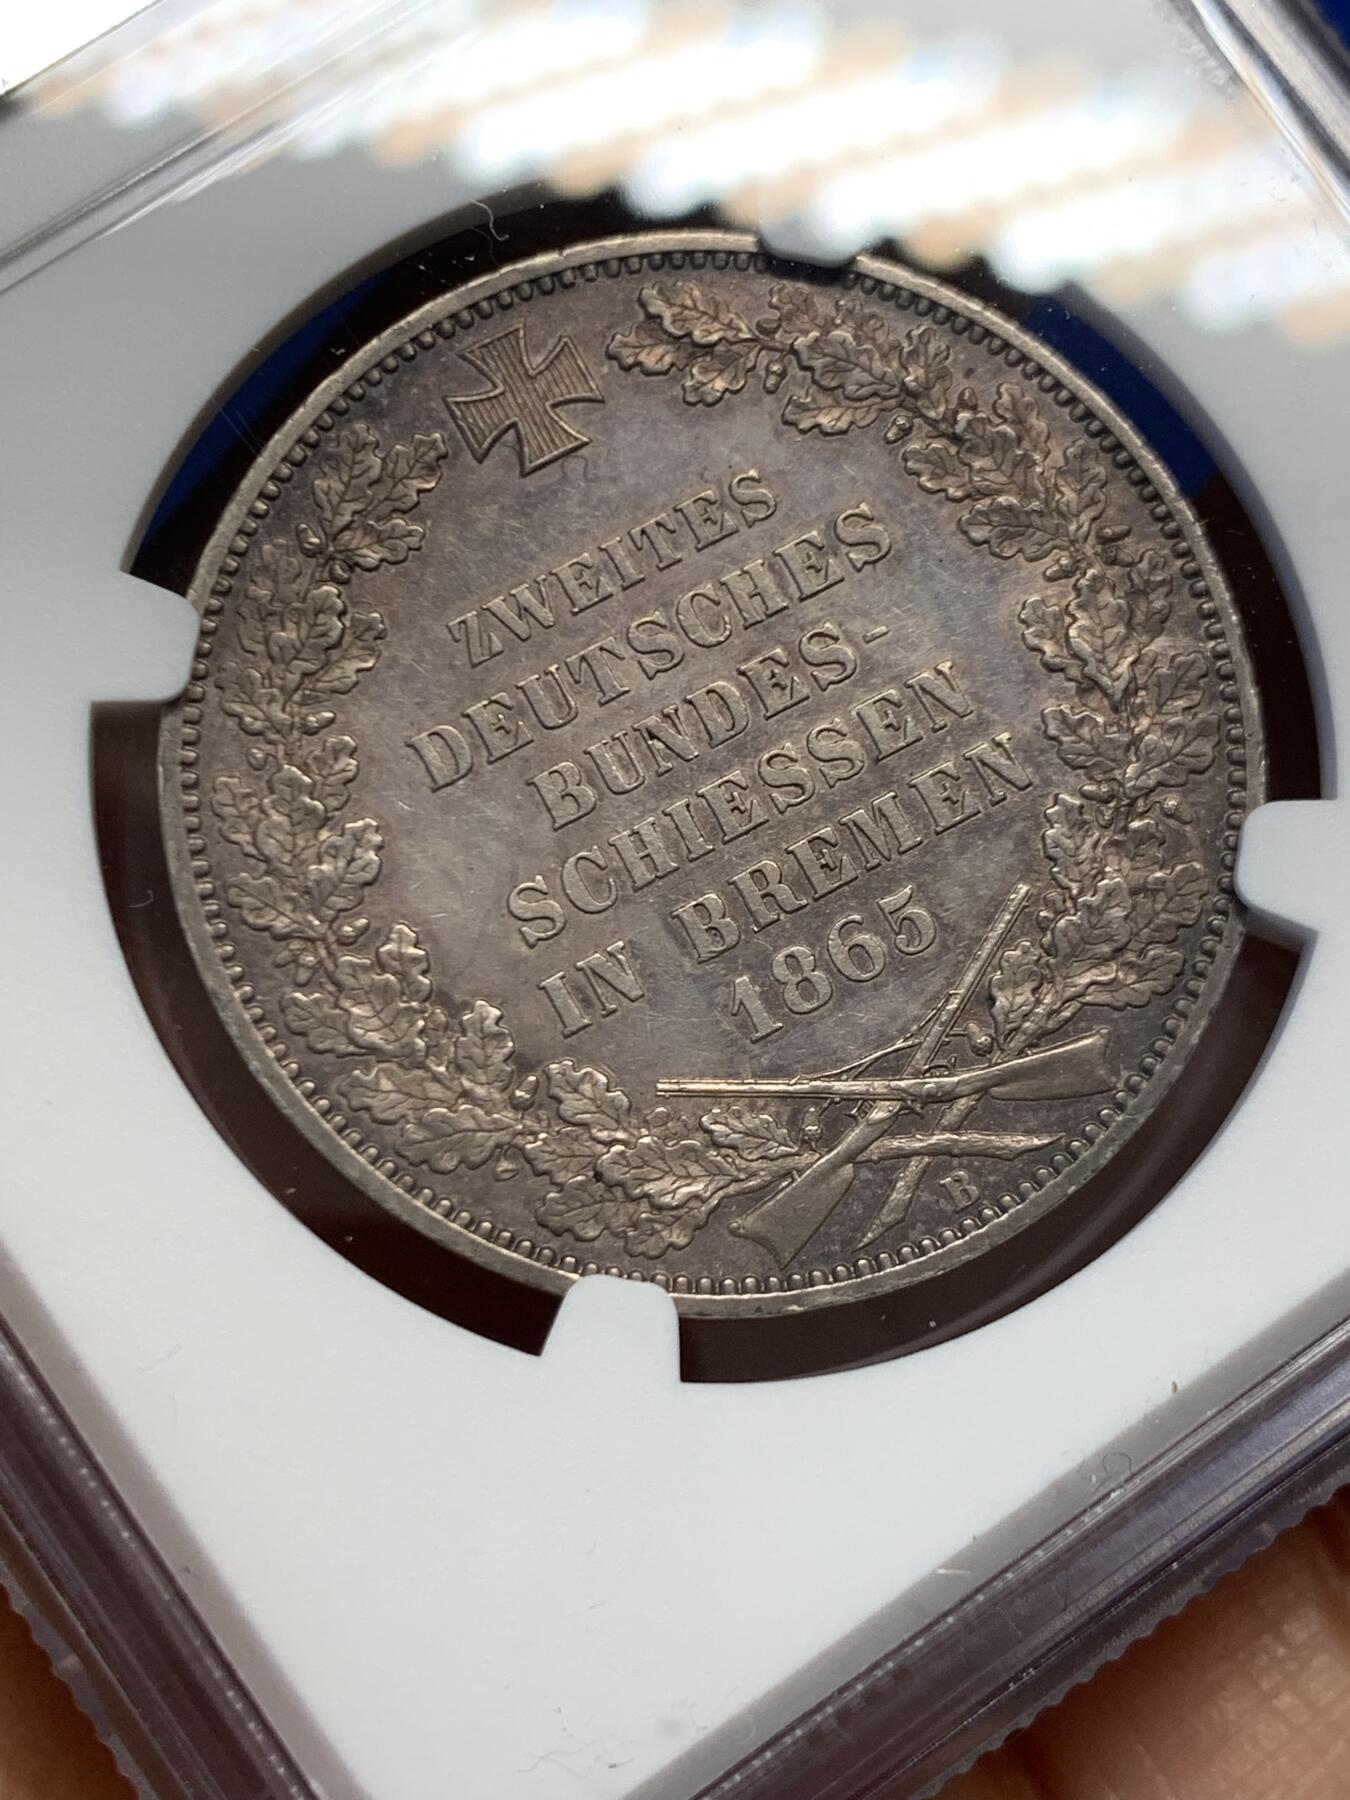 ZWEITES
DEUTSCHES
BUNDES-
SCHIESSEN
IN BREMEN
1865
B